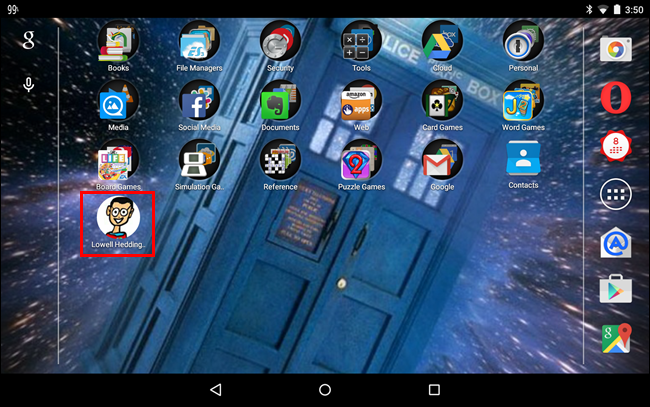 99%
3:50
g
Books
File Managers
Security
Tools
Cloud
Personal
Media
Social Media
Documents
Web
Card Games
Word Games
Board Games
Simulation Ga..
Reference
Puzzle Games
Google
Contacts
Lowell Hedding..
POLICE
BOX
amazon
apps
8